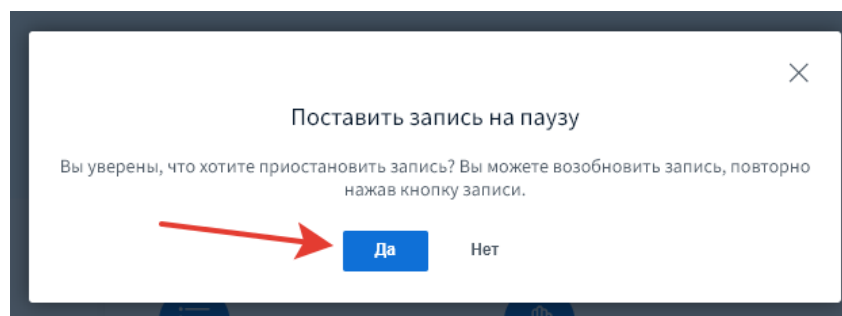 Поставить запись на паузу
Вы уверены, что хотите приостановить запись? Вы можете возобновить запись, повторно
нажав кнопку записи.
Да Нет